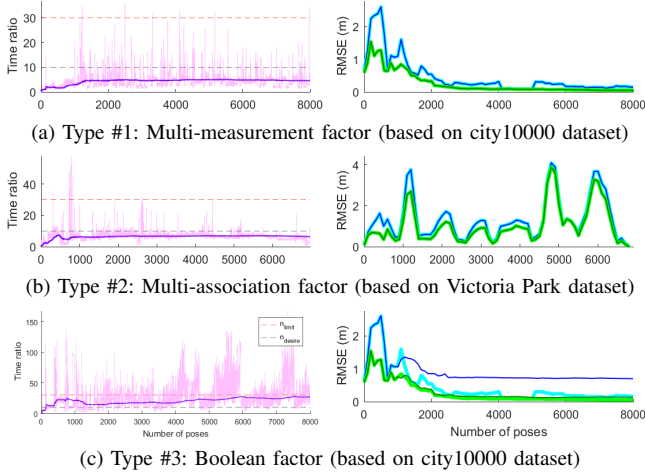 Time ratio
30
20
10
0
0 1000 2000 3000 4000 5000 6000 7000 8000
RMSE (m)
2
1
0
0 2000 4000 6000 8000
(a) Type #1: Multi-measurement factor (based on city10000 dataset)
Time ratio
40
20
0
0 1000 2000 3000 4000 5000 6000
RMSE (m)
4
2
0
0 1000 2000 3000 4000 5000 6000
(b) Type #2: Multi-association factor (based on Victoria Park dataset)
Time ratio
150
100
50
0
n_limit
n_desire
0 1000 2000 3000 4000 5000 6000 7000 8000
Number of poses
RMSE (m)
2
1
0
0 2000 4000 6000 8000
Number of poses
(c) Type #3: Boolean factor (based on city10000 dataset)